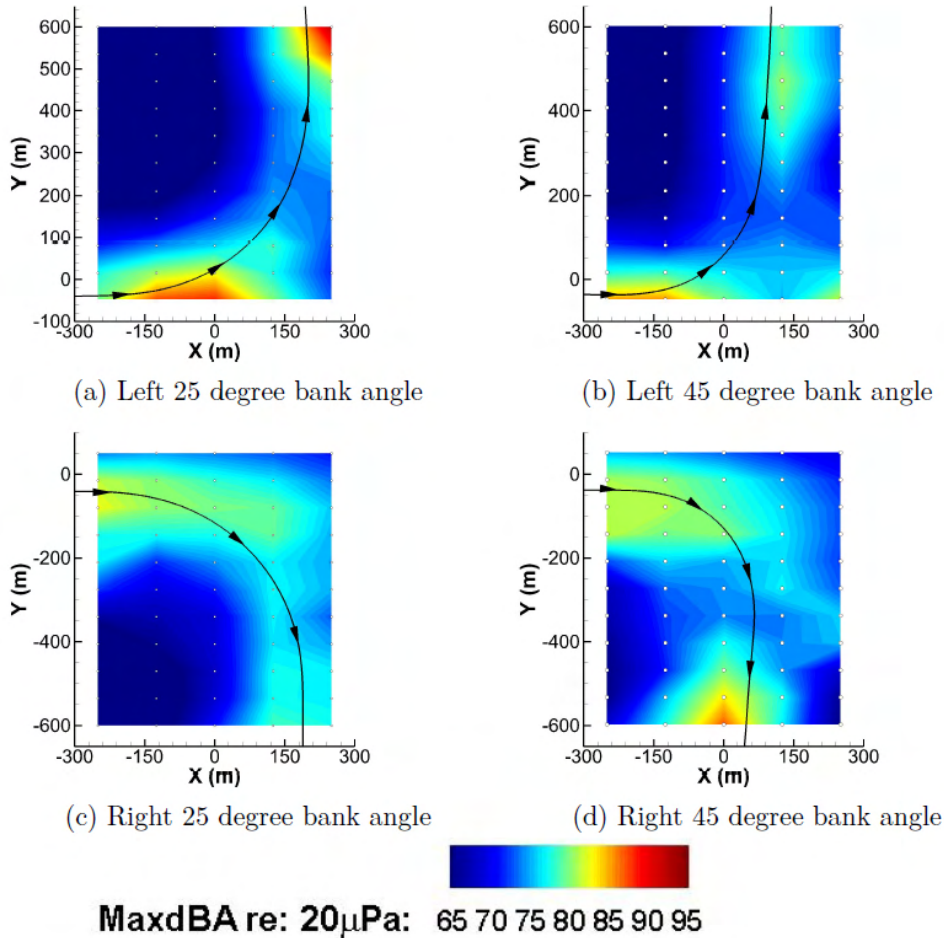 600
500
400
300
200
100
0
-100
Y (m)
-300 -150 0 150 300
X (m)
(a) Left 25 degree bank angle
600
400
200
0
Y (m)
-300 -150 0 150 300
X (m)
(b) Left 45 degree bank angle
0
-200
-400
-600
Y (m)
-300 -150 0 150 300
X (m)
(c) Right 25 degree bank angle
0
-200
-400
-600
Y (m)
-300 -150 0 150 300
X (m)
(d) Right 45 degree bank angle
MaxdBA re: 20μPa: 65 70 75 80 85 90 95